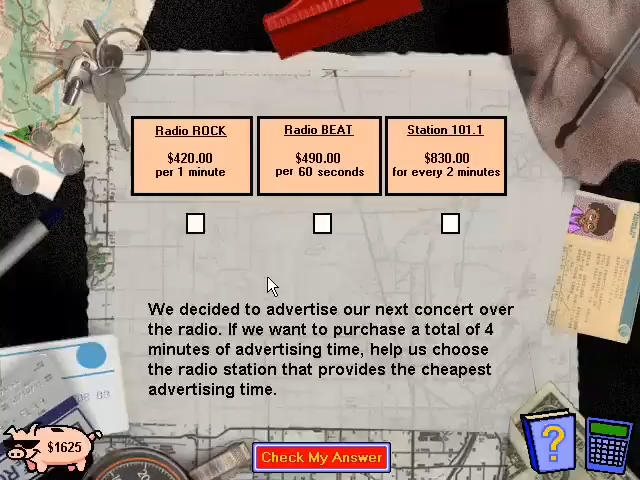 Radio ROCK
$420.00
per 1 minute
Radio BEAT
$490.00
per 60 seconds
Station 101.1
$830.00
for every 2 minutes
We decided to advertise our next concert over
the radio. If we want to purchase a total of 4
minutes of advertising time, help us choose
the radio station that provides the cheapest
advertising time.
$1625
Check My Answer
?